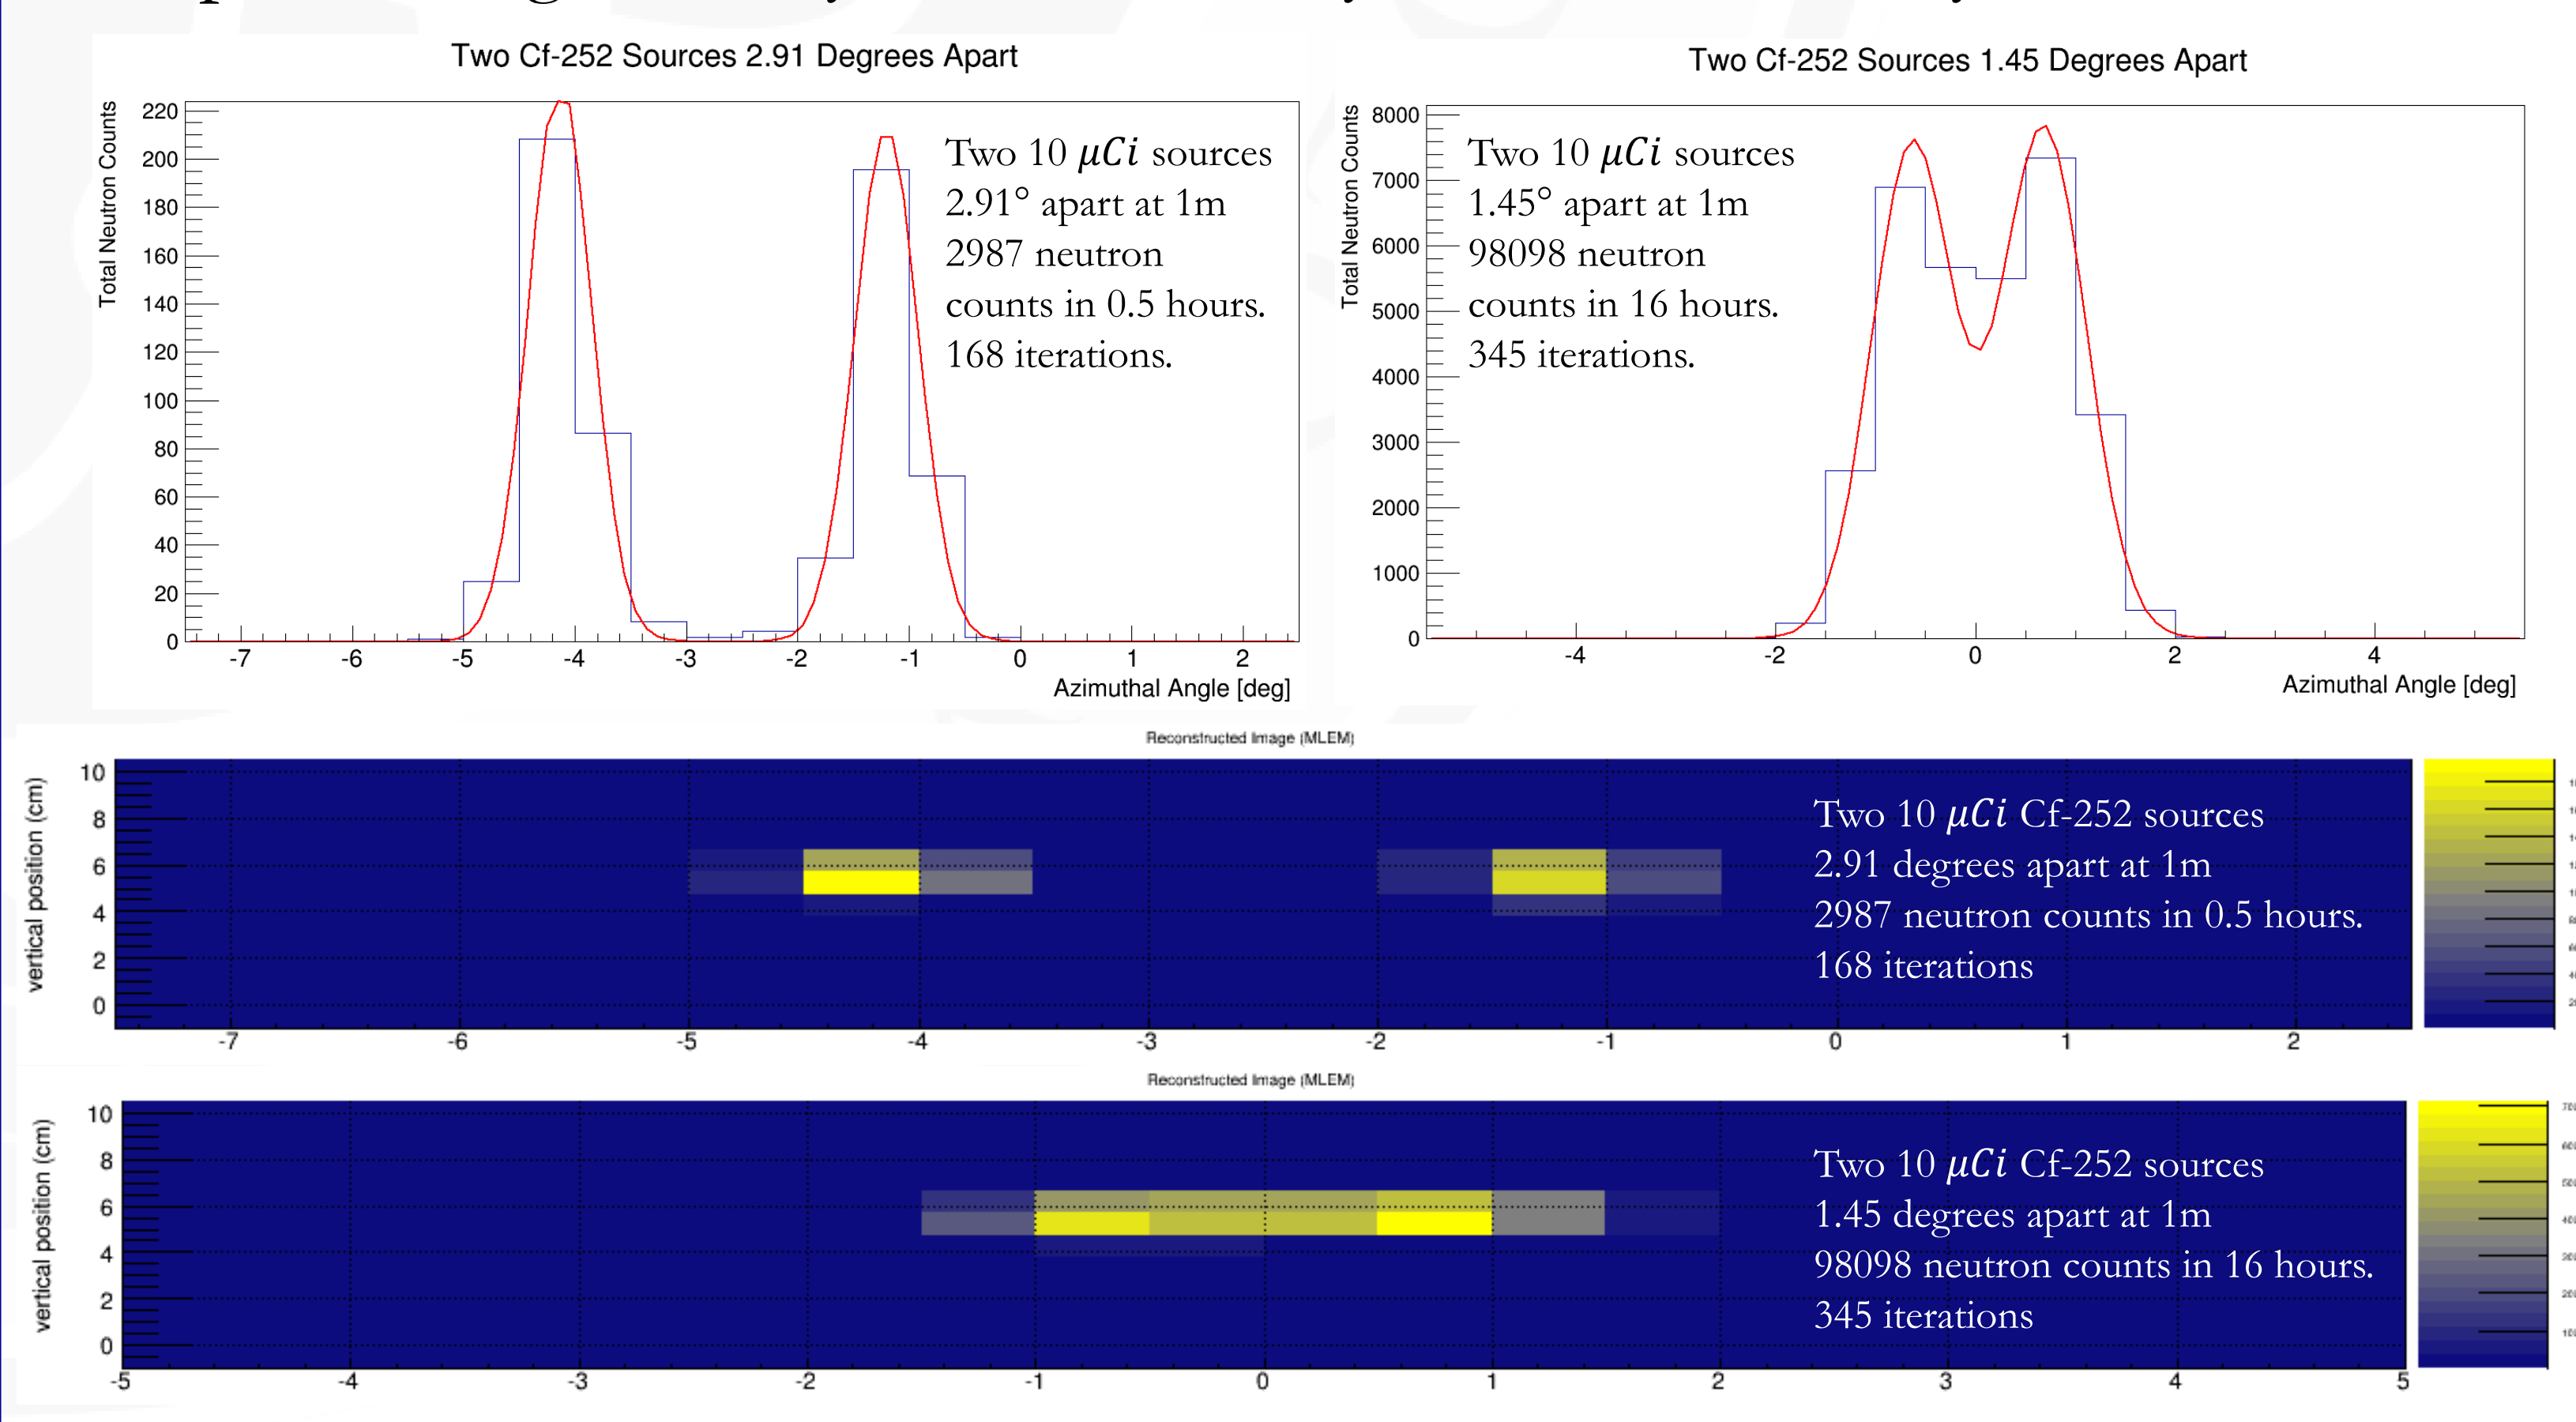 Two Cf-252 Sources 2.91 Degrees Apart
Total Neutron Counts
220
200
180
160
140
120
100
80
60
40
20
0
Two 10 𝜇𝐶𝑖 sources
2.91° apart at 1m
2987 neutron
counts in 0.5 hours.
168 iterations.
-7 -6 -5 -4 -3 -2 -1 0 1 2
Azimuthal Angle [deg]
Two Cf-252 Sources 1.45 Degrees Apart
Total Neutron Counts
8000
7000
6000
5000
4000
3000
2000
1000
0
Two 10 𝜇𝐶𝑖 sources
1.45° apart at 1m
98098 neutron
counts in 16 hours.
345 iterations.
-4 -2 0 2 4
Azimuthal Angle [deg]
Reconstructed Image (MLEM)
vertical position (cm)
10
8
6
4
2
0
Two 10 𝜇𝐶𝑖 Cf-252 sources
2.91 degrees apart at 1m
2987 neutron counts in 0.5 hours.
168 iterations
-7 -6 -5 -4 -3 -2 -1 0 1 2
Reconstructed Image (MLEM)
vertical position (cm)
10
8
6
4
2
0
Two 10 𝜇𝐶𝑖 Cf-252 sources
1.45 degrees apart at 1m
98098 neutron counts in 16 hours.
345 iterations
-5 -4 -3 -2 -1 0 1 2 3 4 5